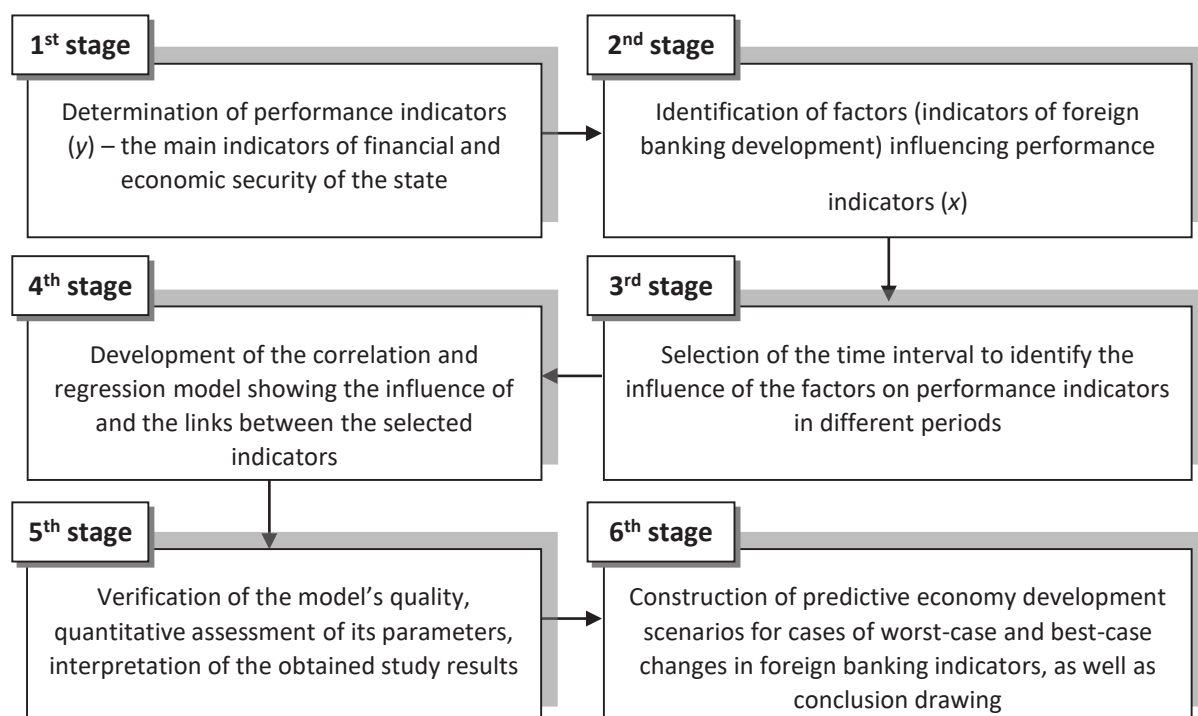 1st stage
Determination of performance indicators
(y) – the main indicators of financial and
economic security of the state
2nd stage
Identification of factors (indicators of foreign
banking development) influencing performance
indicators (x)
3rd stage
Selection of the time interval to identify the
influence of the factors on performance indicators
in different periods
4th stage
Development of the correlation and
regression model showing the influence of
and the links between the selected
indicators
5th stage
Verification of the model's quality,
quantitative assessment of its parameters,
interpretation of the obtained study results
6th stage
Construction of predictive economy development
scenarios for cases of worst-case and best-case
changes in foreign banking indicators, as well as
conclusion drawing